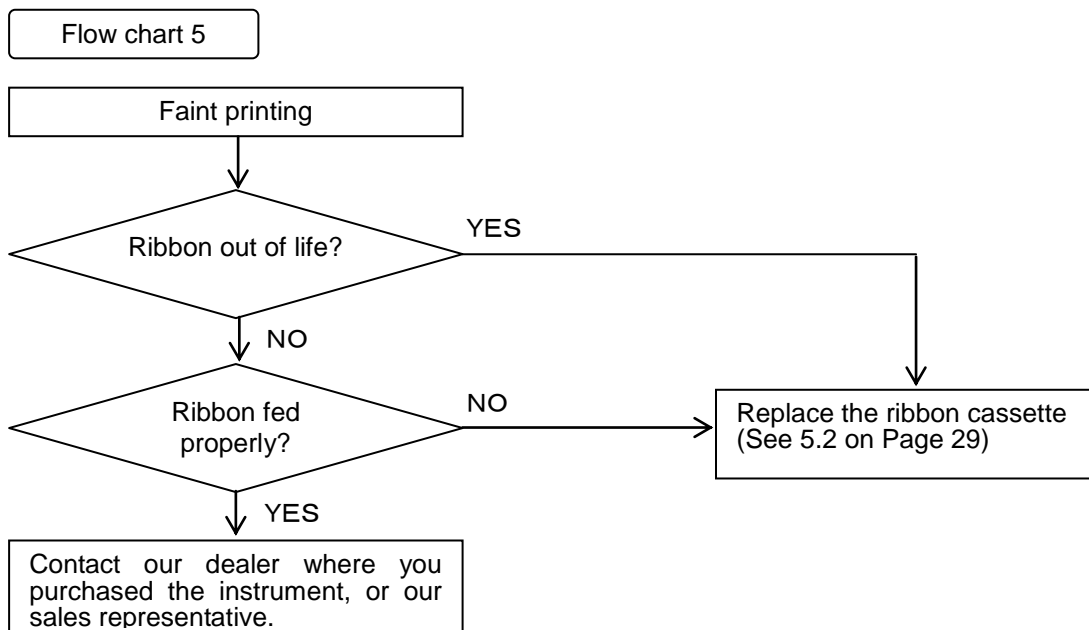 Flow chart 5
Faint printing
Ribbon out of life?
YES
NO
Ribbon fed
properly?
NO
Replace the ribbon cassette
(See 5.2 on Page 29)
YES
Contact our dealer where you
purchased the instrument, or our
sales representative.